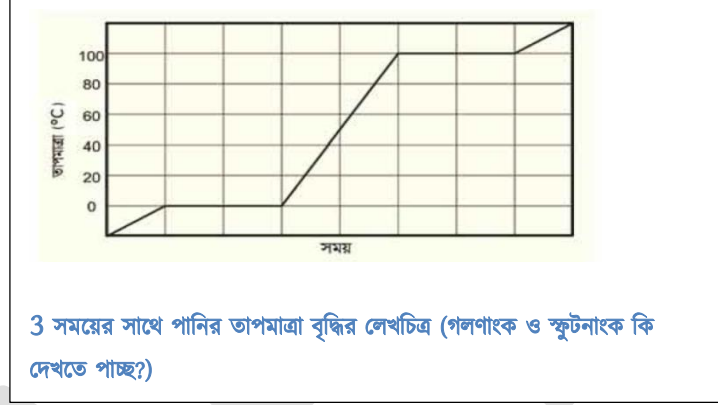 100
80
60
40
20
0
তাপমাত্রা (°C)
সময়
3 সময়ের সাথে পানির তাপমাত্রা বৃদ্ধির লেখচিত্র (গলণাংক ও স্ফুটনাংক কি
দেখতে পাচ্ছ?)